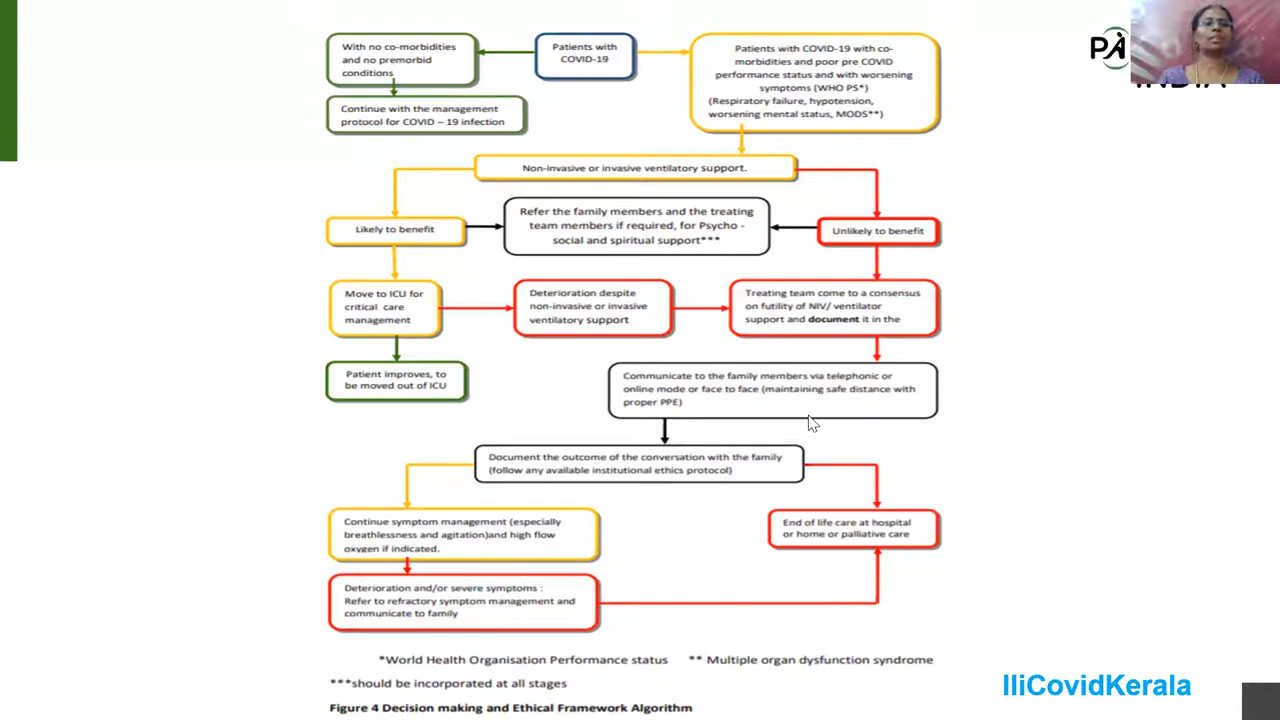 With no co-morbidities
and no premorbid
conditions
Patients with
COVID-19
Patients with COVID-19 with co-
morbidities and poor pre COVID
performance status and with worsening
symptoms (WHO PS*)
(Respiratory failure, hypotension,
worsening mental status, MODS**)
Continue with the management
protocol for COVID – 19 infection
Non-invasive or invasive ventilatory support.
Likely to benefit
Refer the family members and the treating
team members if required, for Psycho -
social and spiritual support***
Unlikely to benefit
Move to ICU for
critical care
management
Deterioration despite
non-invasive or invasive
ventilatory support
Treating team come to a consensus
on futility of NIV/ ventilator
support and document it in the
Patient improves, to
be moved out of ICU
Communicate to the family members via telephonic or
online mode or face to face (maintaining safe distance with
proper PPE)
Document the outcome of the conversation with the family
(follow any available institutional ethics protocol)
Continue symptom management (especially
breathlessness and agitation)and high flow
oxygen if indicated.
End of life care at hospital
or home or palliative care
Deterioration and/or severe symptoms :
Refer to refractory symptom management and
communicate to family
*World Health Organisation Performance status ** Multiple organ dysfunction syndrome
***should be incorporated at all stages
Figure 4 Decision making and Ethical Framework Algorithm
IliCovidKerala